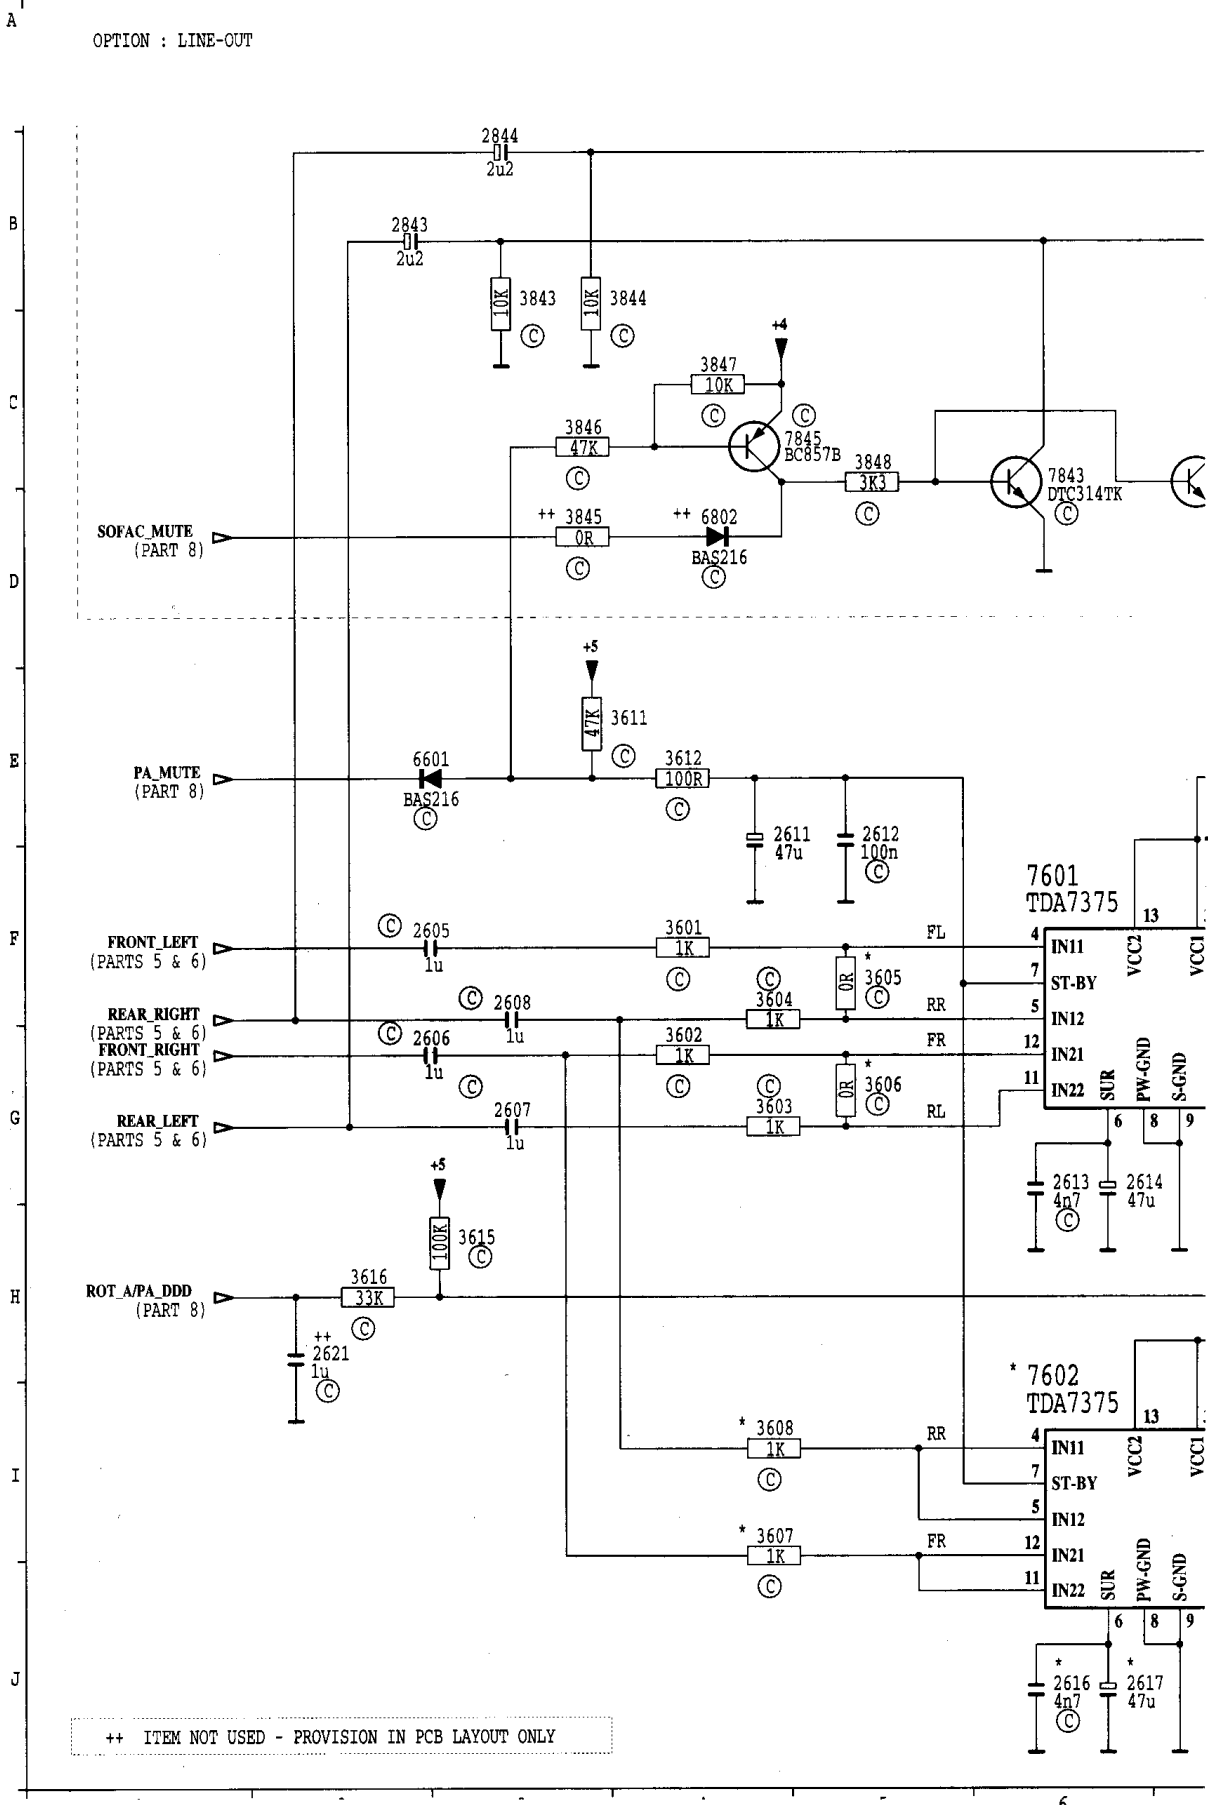 A
OPTION : LINE-OUT
2844
2u2
B
2843
2u2
10K 3843
10K 3844
C
C
+4
3847
10K
C
C
C
3846
47K
C
7845
BC857B
3848
3K3
C
7843
DTC314TK
C
SOFAC_MUTE
(PART 8)
++ 3845
0R
C
++ 6802
BAS216
C
D
+5
47K 3611
C
E
PA_MUTE
(PART 8)
6601
BAS216
C
3612
100R
C
2611
47u
2612
100n
C
7601
TDA7375
13
VCC2
VCC1
F
FRONT_LEFT
(PARTS 5 & 6)
C 2605
1u
3601
1K
C
FL
4 IN11
7 ST-BY
*
0R 3605
C
REAR_RIGHT
(PARTS 5 & 6)
C 2608
1u
C
3604
1K
RR
5 IN12
FRONT_RIGHT
(PARTS 5 & 6)
C 2606
1u
3602
1K
C
FR
12 IN21
*
0R 3606
C
11 IN22
SUR
PW-GND
S-GND
G
REAR_LEFT
(PARTS 5 & 6)
C 2607
1u
C
3603
1K
RL
6
8
9
2613
4n7
C
2614
47u
+5
100K 3615
C
H
ROT_A/PA_DDD
(PART 8)
3616
33K
C
++
2621
1u
C
* 7602
TDA7375
13
VCC2
VCC1
I
* 3608
1K
C
RR
4 IN11
7 ST-BY
5 IN12
* 3607
1K
C
FR
12 IN21
11 IN22
SUR
PW-GND
S-GND
6
8
9
J
*
2616
4n7
C
*
2617
47u
++ ITEM NOT USED - PROVISION IN PCB LAYOUT ONLY